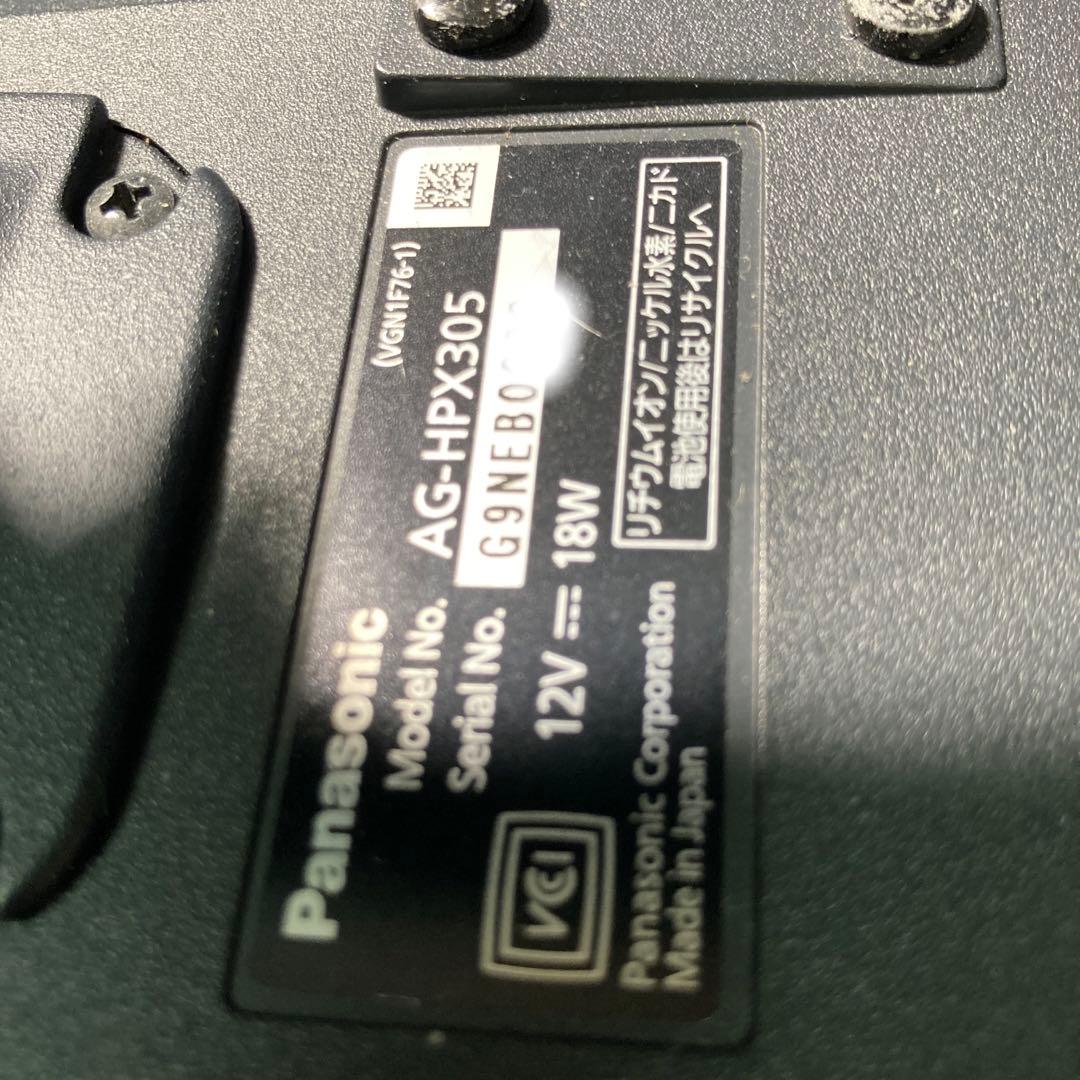 (VGN1F76-1)
Panasonic
Model No. AG-HPX305
Serial No. G9NEB0
12V ⎓ 18W
リチウムイオン/ニッケル水素/ニカド
電池使用後はリサイクルへ
VCI
Panasonic Corporation
Made in Japan